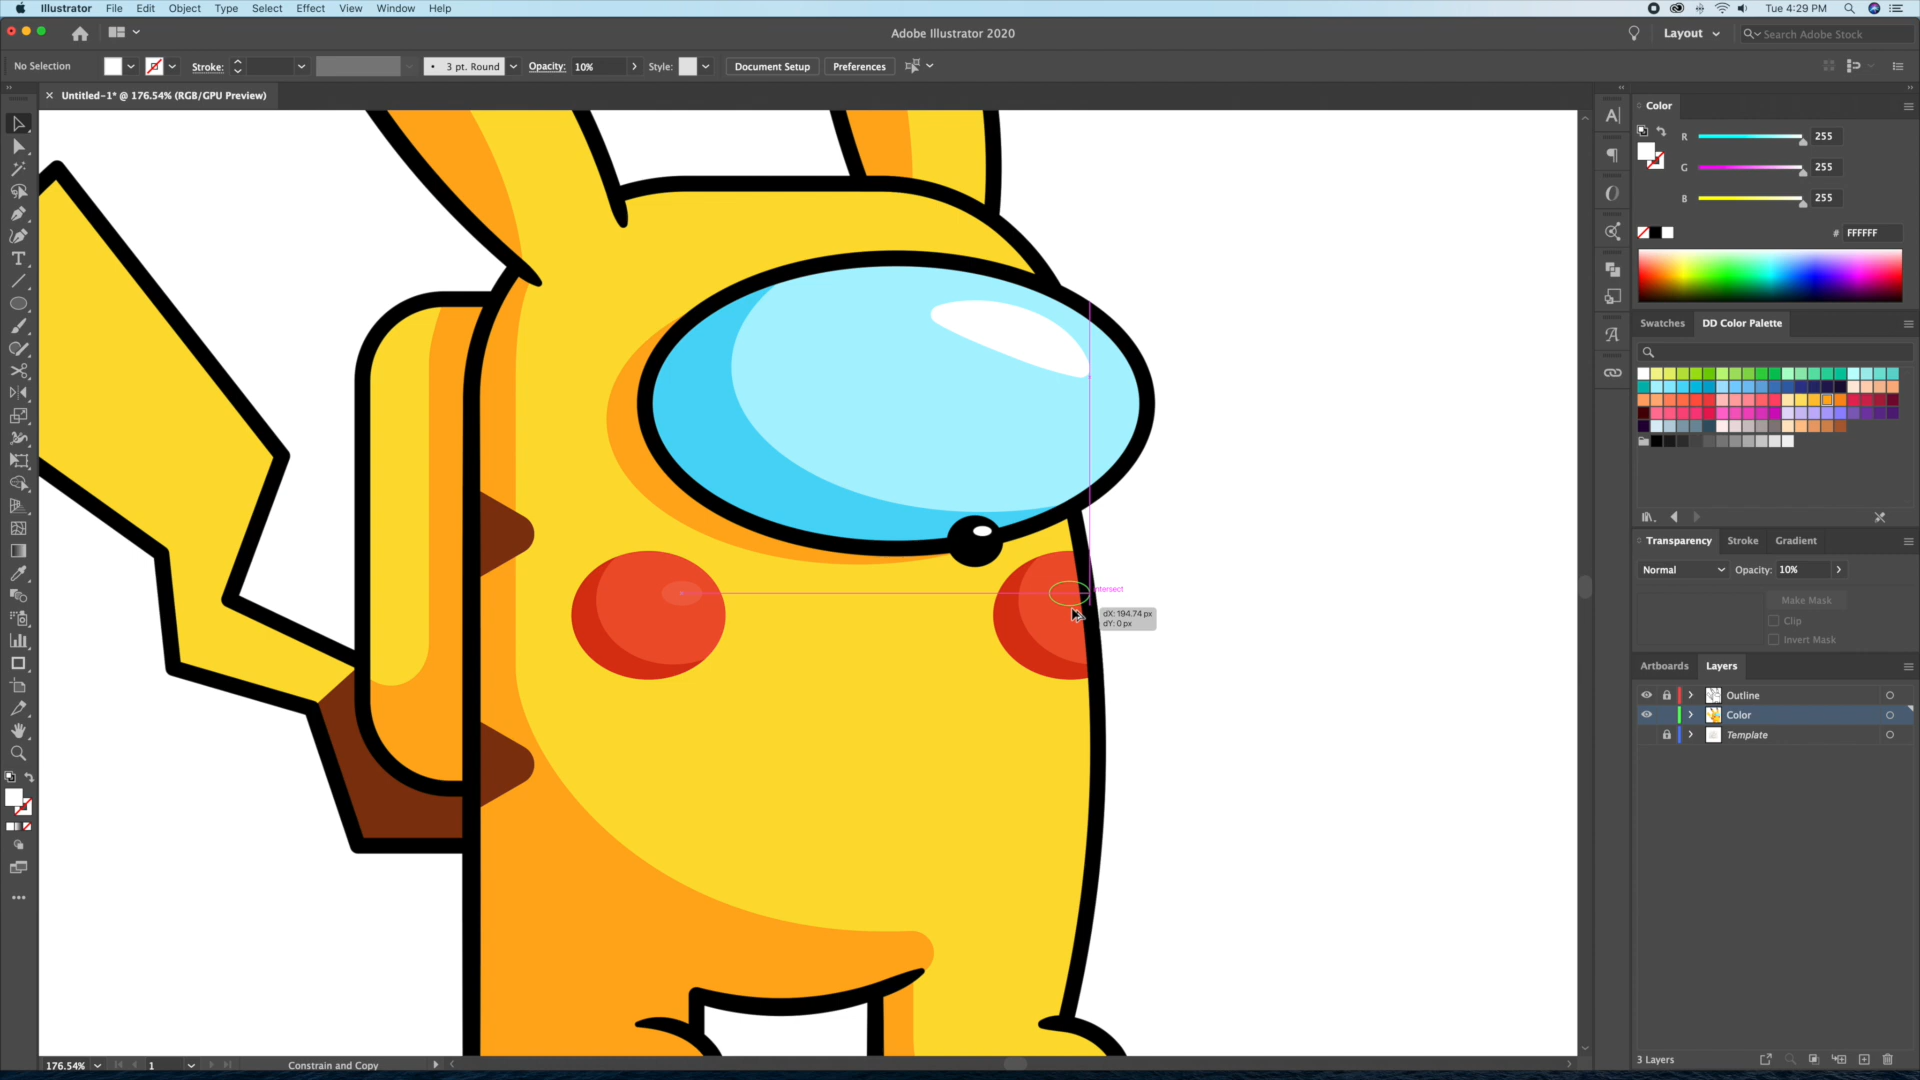 Illustrator File Edit Object Type Select Effect View Window Help
Tue 4:29 PM
Adobe Illustrator 2020
Layout
Search Adobe Stock
No Selection
Stroke:
3 pt. Round
Opacity: 10%
Style:
Document Setup
Preferences
Untitled-1* @ 176.54% (RGB/GPU Preview)
Color
R 255
G 255
B 255
# FFFFFF
Swatches DD Color Palette
Transparency Stroke Gradient
Normal Opacity: 10%
Make Mask
Clip
Invert Mask
intersect
dX: 194.74 px
dY: 0 px
Artboards Layers
Outline
Color
Template
3 Layers
176.54% 1 Constrain and Copy